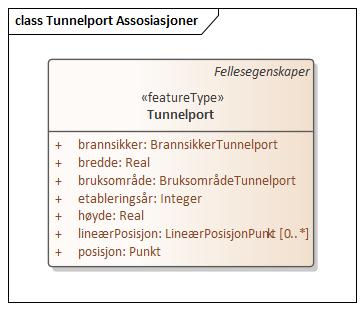 class Tunnelport Assosiasjoner
Fellesegenskaper
«featureType»
Tunnelport
+ brannsikker: BrannsikkerTunnelport
+ bredde: Real
+ bruksområde: BruksområdeTunnelport
+ etableringsår: Integer
+ høyde: Real
+ lineærPosisjon: LineærPosisjonPunkt [0..*]
+ posisjon: Punkt